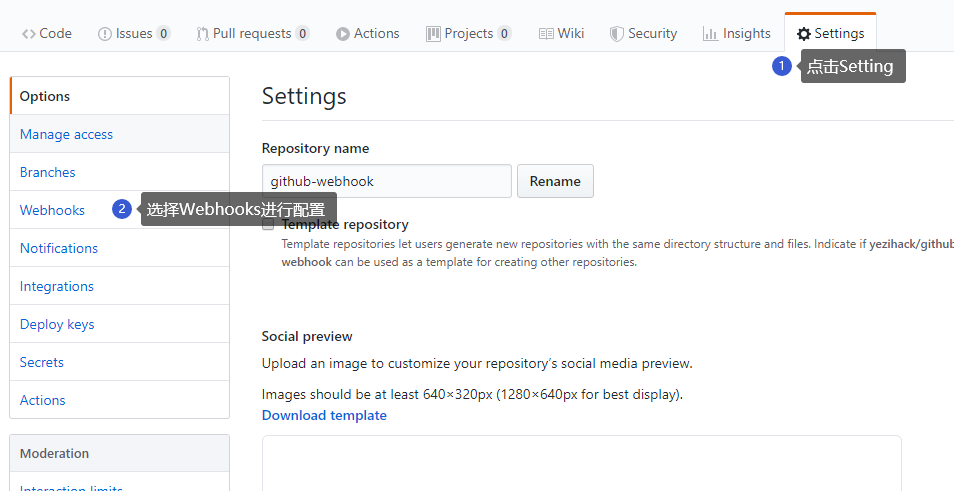 Code Issues 0 Pull requests 0 Actions Projects 0 Wiki Security Insights Settings
1 点击Setting
Options
Manage access
Branches
Webhooks
2 选择Webhooks进行配置
Notifications
Integrations
Deploy keys
Secrets
Actions
Moderation
Interaction limits
Settings
Repository name
github-webhook Rename
Template repository
Template repositories let users generate new repositories with the same directory structure and files. Indicate if yezihack/github
webhook can be used as a template for creating other repositories.
Social preview
Upload an image to customize your repository’s social media preview.
Images should be at least 640×320px (1280×640px for best display).
Download template